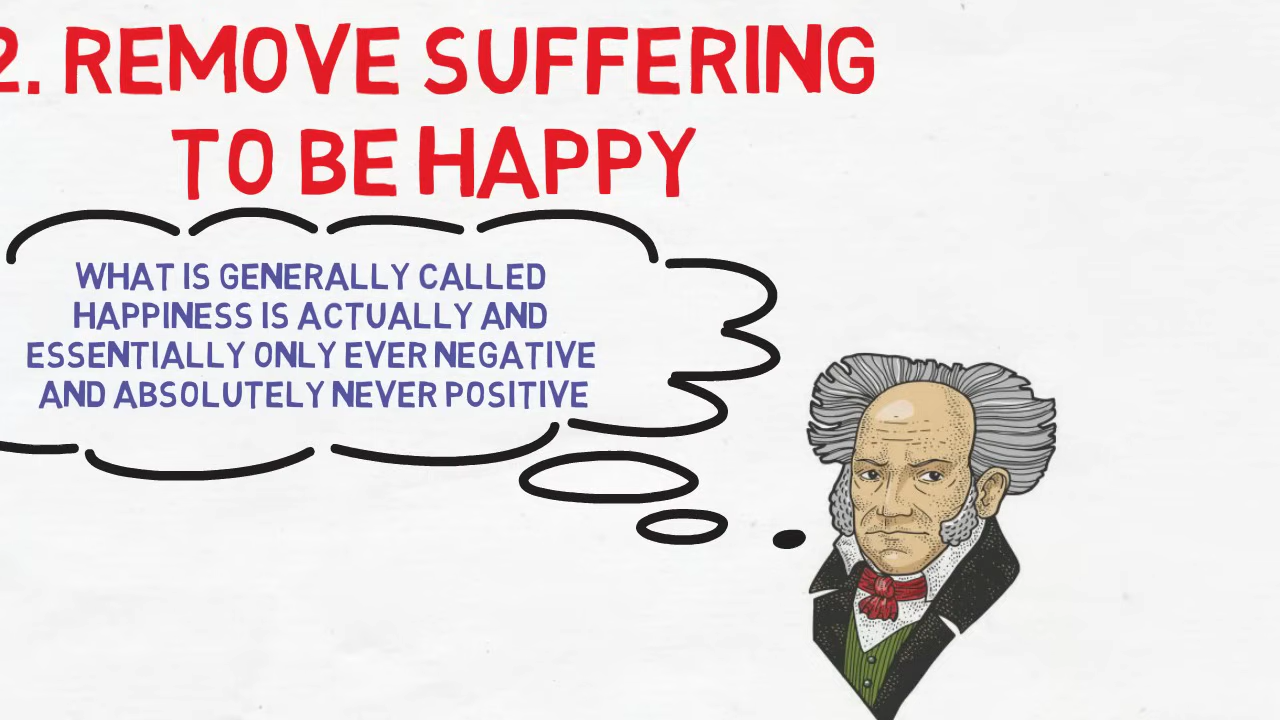 2. REMOVE SUFFERING
TO BE HAPPY
WHAT IS GENERALLY CALLED
HAPPINESS IS ACTUALLY AND
ESSENTIALLY ONLY EVER NEGATIVE
AND ABSOLUTELY NEVER POSITIVE